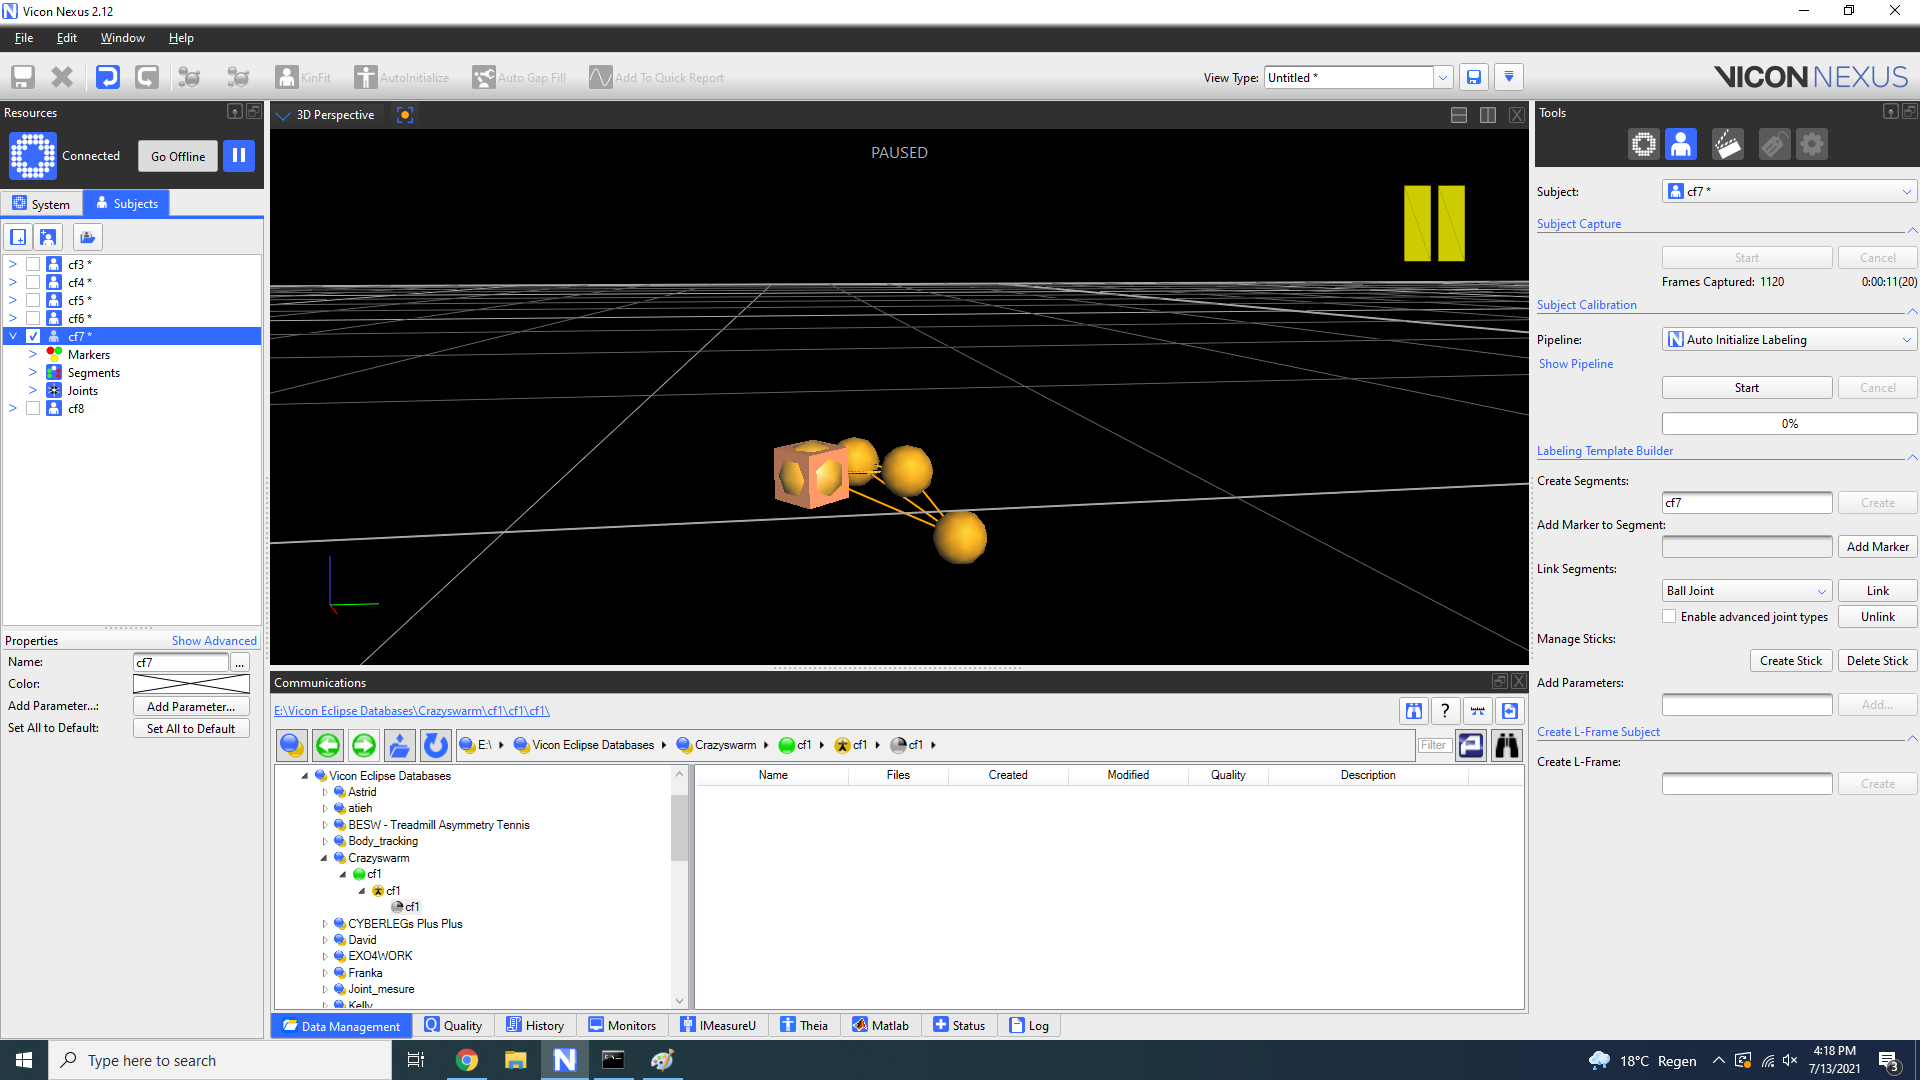 Vicon Nexus 2.12
File Edit Window Help
KinFit AutoInitialize Auto Gap Fill Add To Quick Report
View Type: Untitled *
VICON NEXUS
Resources
Connected
Go Offline
System Subjects
cf3 *
cf4 *
cf5 *
cf6 *
cf7 *
Markers
Segments
Joints
cf8
Properties Show Advanced
Name: cf7 ...
Color:
Add Parameter...: Add Parameter...
Set All to Default: Set All to Default
3D Perspective
PAUSED
Communications
E:\Vicon Eclipse Databases\Crazyswarm\cf1\cf1\cf1\
?
E:\ Vicon Eclipse Databases Crazyswarm cf1 cf1 cf1
Filter
Vicon Eclipse Databases
Astrid
atieh
BESW - Treadmill Asymmetry Tennis
Body_tracking
Crazyswarm
cf1
cf1
cf1
CYBERLEGs Plus Plus
David
EXO4WORK
Franka
Joint_mesure
Kelly
Name Files Created Modified Quality Description
Data Management Quality History Monitors IMeasureU Theia Matlab Status Log
Tools
Subject: cf7 *
Subject Capture
Start Cancel
Frames Captured: 1120 0:00:11(20)
Subject Calibration
Pipeline: Auto Initialize Labeling
Show Pipeline
Start Cancel
0%
Labeling Template Builder
Create Segments:
cf7 Create
Add Marker to Segment:
Add Marker
Link Segments:
Ball Joint Link
Enable advanced joint types Unlink
Manage Sticks:
Create Stick Delete Stick
Add Parameters:
Add...
Create L-Frame Subject
Create L-Frame:
Create
Type here to search
18°C Regen
4:18 PM
7/13/2021
3